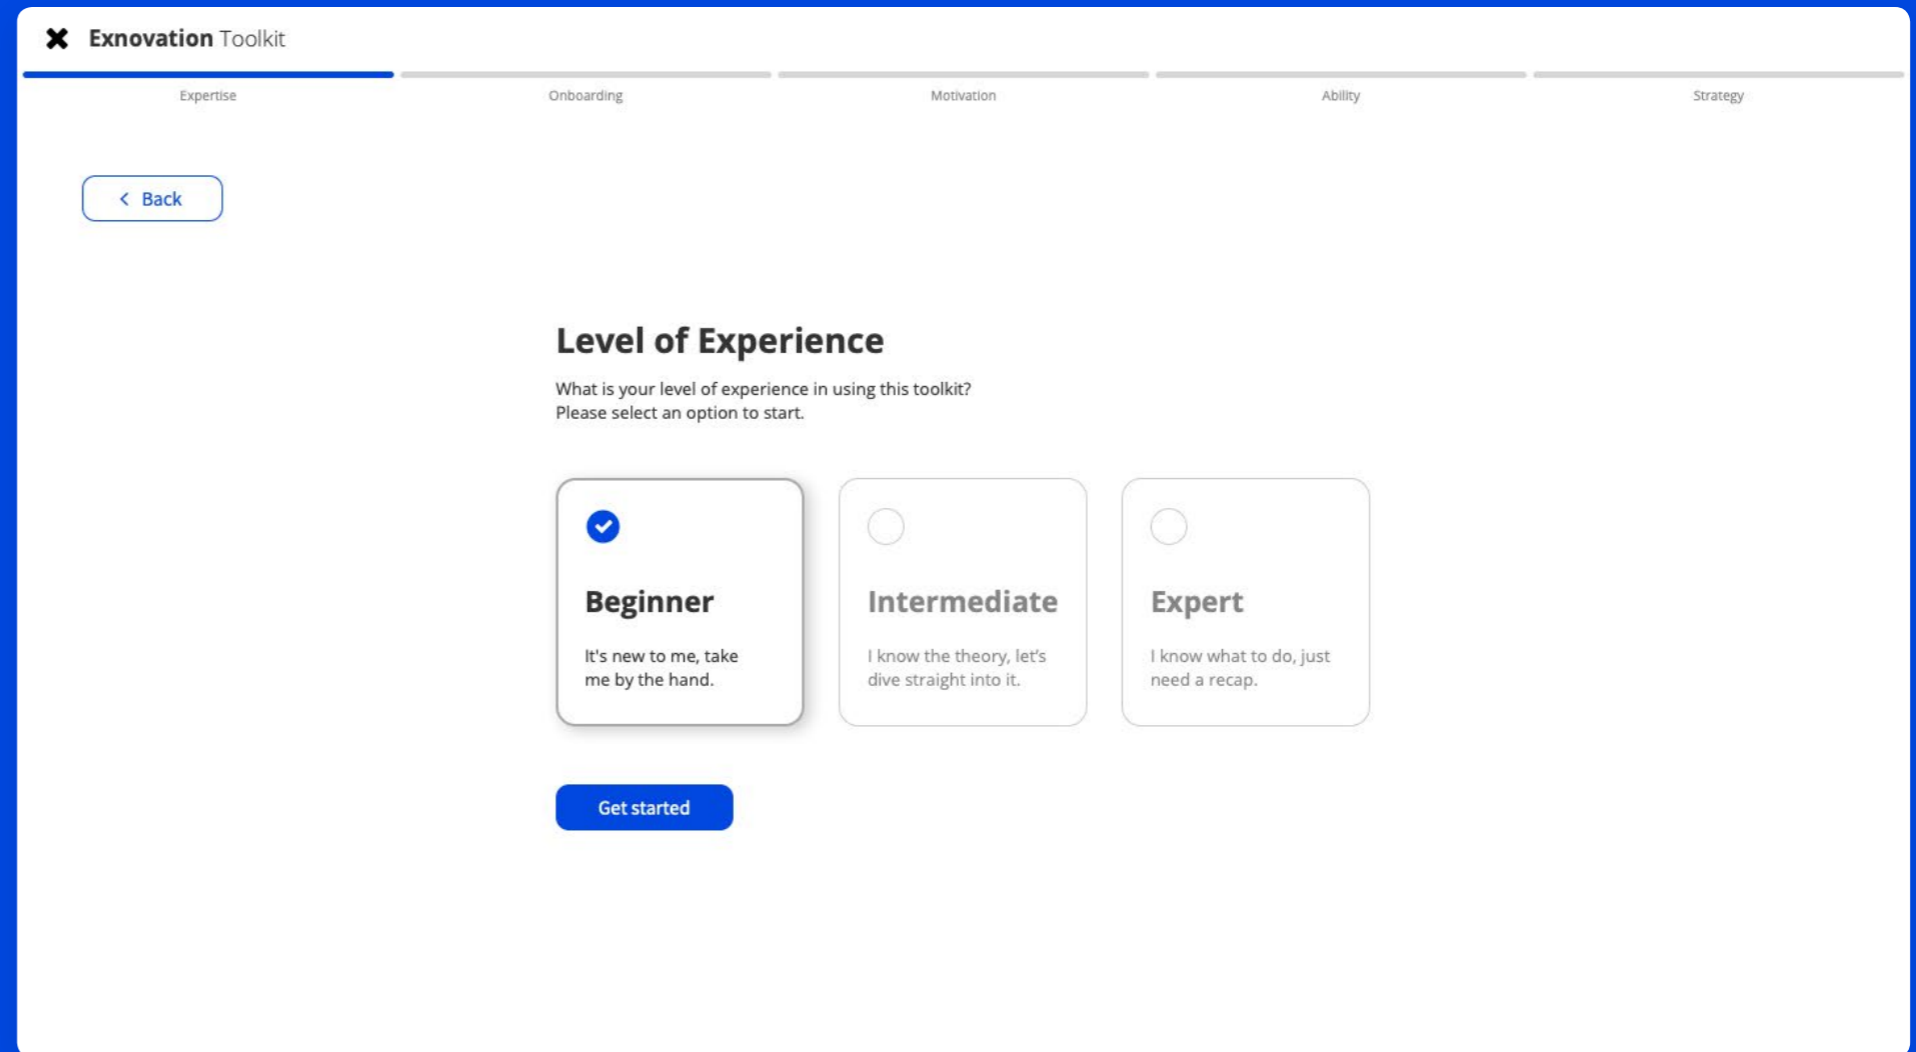 Exnovation Toolkit
Expertise
Onboarding
Motivation
Ability
Strategy
Back
Level of Experience
What is your level of experience in using this toolkit?
Please select an option to start.
Beginner
It's new to me, take
me by the hand.
Intermediate
I know the theory, let's
dive straight into it.
Expert
I know what to do, just
need a recap.
Get started